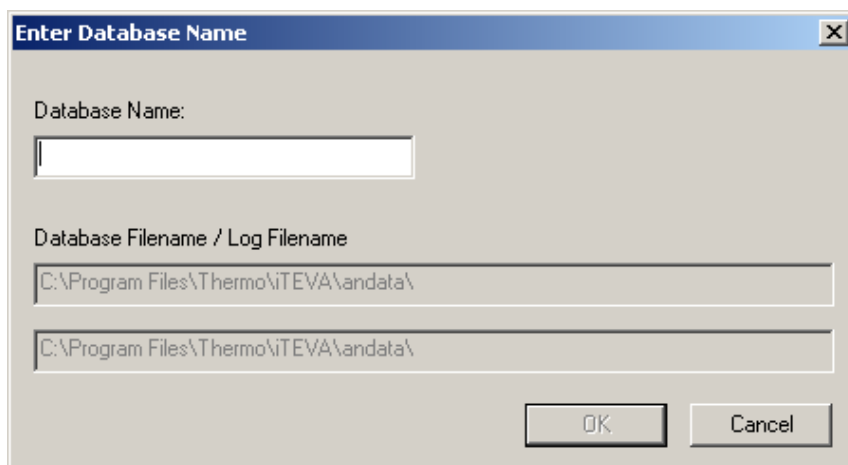 Enter Database Name
Database Name:
Database Filename / Log Filename
C:\Program Files\Thermo\iTEVA\andata\
C:\Program Files\Thermo\iTEVA\andata\
OK Cancel